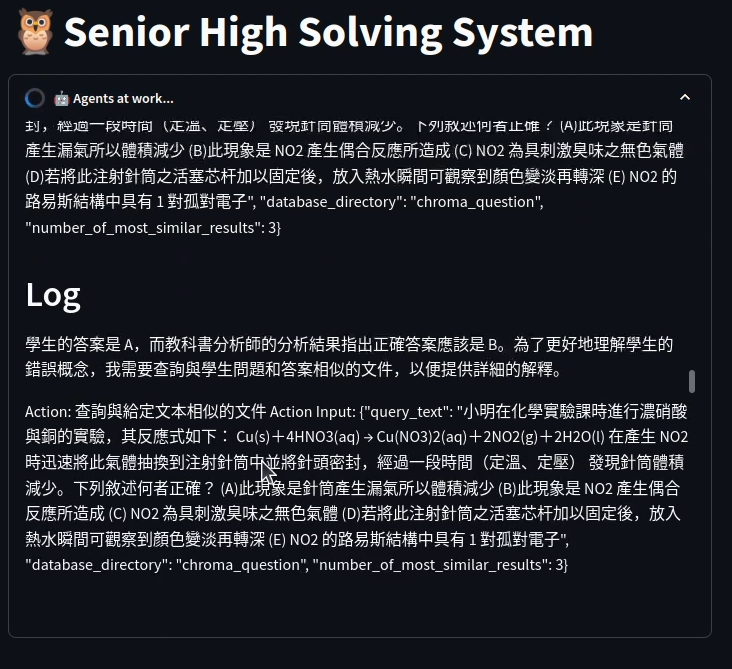 Senior High Solving System
Agents at work...
封，經過一段時間（定溫、定壓） 發現針筒體積減少。下列敘述何者正確？ (A)此現象是針筒
產生漏氣所以體積減少 (B)此現象是 NO2 產生偶合反應所造成 (C) NO2 為具刺激臭味之無色氣體
(D)若將此注射針筒之活塞芯杆加以固定後，放入熱水瞬間可觀察到顏色變淡再轉深 (E) NO2 的
路易斯結構中具有 1 對孤對電子", "database_directory": "chroma_question",
"number_of_most_similar_results": 3}
Log
學生的答案是 A，而教科書分析師的分析結果指出正確答案應該是 B。為了更好地理解學生的
錯誤概念，我需要查詢與學生問題和答案相似的文件，以便提供詳細的解釋。
Action: 查詢與給定文本相似的文件 Action Input: {"query_text": "小明在化學實驗課時進行濃硝酸
與銅的實驗，其反應式如下： Cu(s)＋4HNO3(aq) → Cu(NO3)2(aq)＋2NO2(g)＋2H2O(l) 在產生 NO2
時迅速將此氣體抽換到注射針筒中並將針頭密封，經過一段時間（定溫、定壓） 發現針筒體積
減少。下列敘述何者正確？ (A)此現象是針筒產生漏氣所以體積減少 (B)此現象是 NO2 產生偶合
反應所造成 (C) NO2 為具刺激臭味之無色氣體 (D)若將此注射針筒之活塞芯杆加以固定後，放入
熱水瞬間可觀察到顏色變淡再轉深 (E) NO2 的路易斯結構中具有 1 對孤對電子",
"database_directory": "chroma_question", "number_of_most_similar_results": 3}